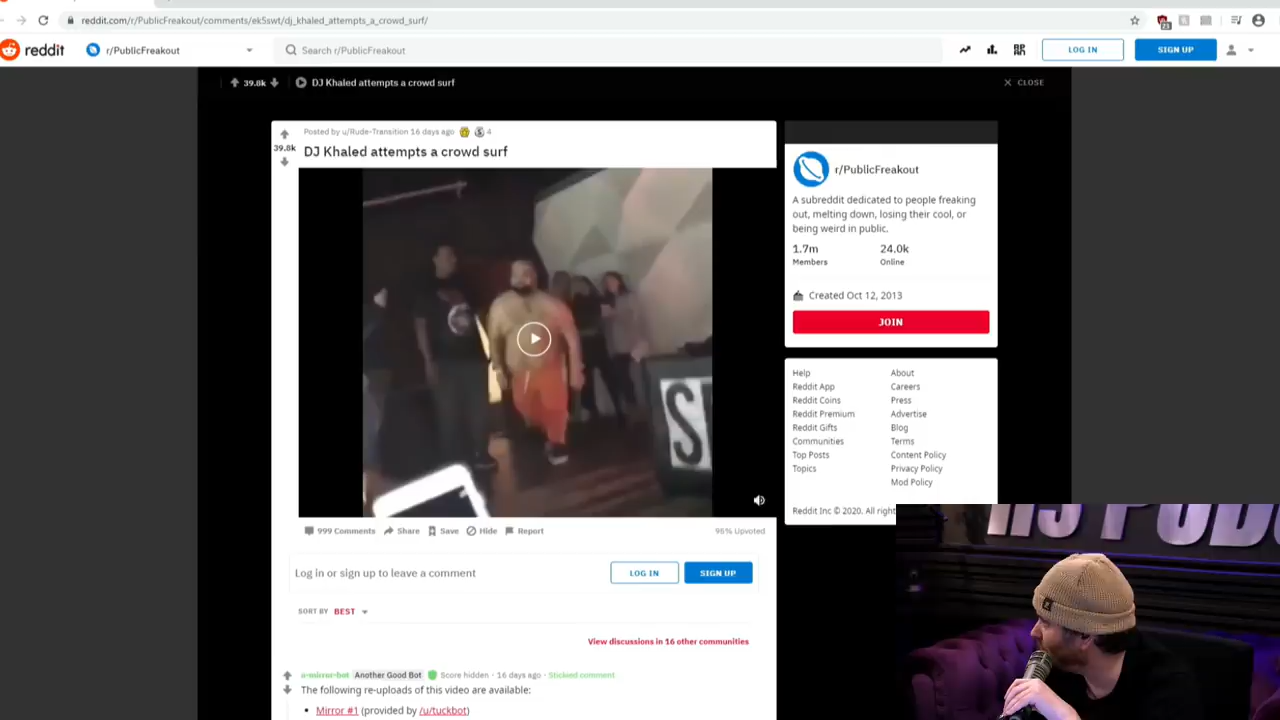 reddit.com/r/PublicFreakout/comments/ek5swt/dj_khaled_attempts_a_crowd_surf/
23
reddit
r/PublicFreakout
Search r/PublicFreakout
LOG IN
SIGN UP
39.8k
DJ Khaled attempts a crowd surf
CLOSE
Posted by u/Rude-Transition 16 days ago
4
39.8k
DJ Khaled attempts a crowd surf
r/PublicFreakout
A subreddit dedicated to people freaking
out, melting down, losing their cool, or
being weird in public.
1.7m 24.0k
Members Online
Created Oct 12, 2013
JOIN
Help About
Reddit App Careers
Reddit Coins Press
Reddit Premium Advertise
Reddit Gifts Blog
Communities Terms
Top Posts Content Policy
Topics Privacy Policy
Mod Policy
Reddit Inc © 2020. All righ
999 Comments Share Save Hide Report 95% Upvoted
Log in or sign up to leave a comment LOG IN SIGN UP
SORT BY BEST
View discussions in 16 other communities
a-mirror-bot Another Good Bot Score hidden · 16 days ago · Stickied comment
The following re-uploads of this video are available:
• Mirror #1 (provided by /u/tuckbot)